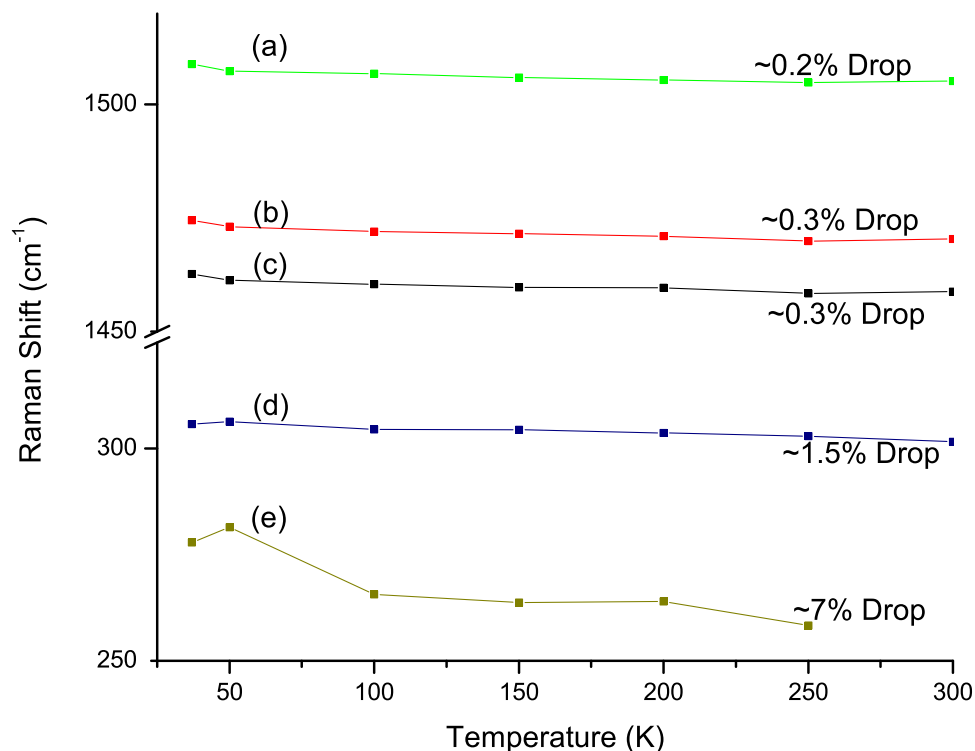 (a)
~0.2% Drop
1500
(b)
~0.3% Drop
(c)
~0.3% Drop
1450
(d)
300
~1.5% Drop
(e)
~7% Drop
250
50 100 150 200 250 300
Temperature (K)
Raman Shift (cm⁻¹)